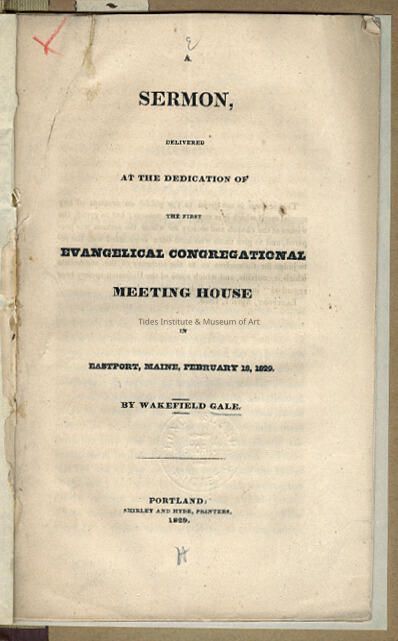 A
SERMON,
DELIVERED
AT THE DEDICATION OF
THE FIRST
EVANGELICAL CONGREGATIONAL
MEETING HOUSE
Tides Institute & Museum of Art
IN
EASTPORT, MAINE, FEBRUARY 18, 1829.
BY WAKEFIELD GALE.
PORTLAND:
SHIRLEY AND HYDE, PRINTERS.
1829.